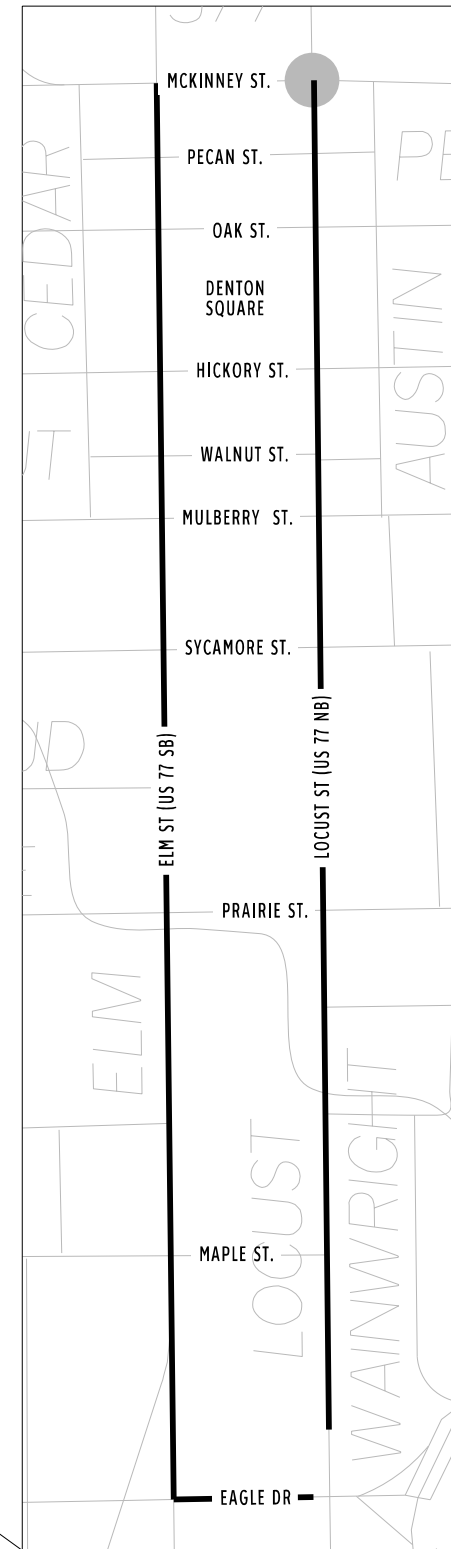 MCKINNEY ST.
PECAN ST.
CEDAR
OAK ST.
DENTON
SQUARE
AUSTIN
HICKORY ST.
WALNUT ST.
MULBERRY ST.
SYCAMORE ST.
ELM ST (US 77 SB)
LOCUST ST (US 77 NB)
PRAIRIE ST.
ELM
LOCUST
WAINWRIGHT
MAPLE ST.
EAGLE DR